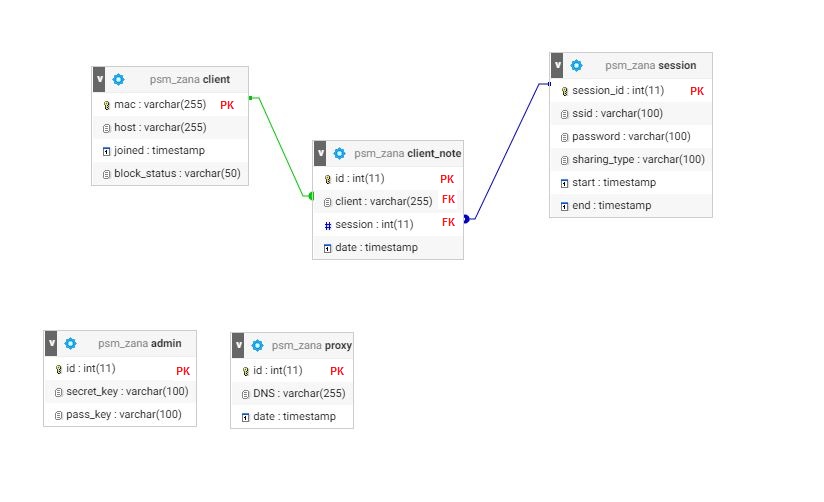 v psm_zana client
mac : varchar(255) PK
host : varchar(255)
joined : timestamp
block_status : varchar(50)
v psm_zana client_note
id : int(11) PK
client : varchar(255) FK
# session : int(11) FK
date : timestamp
v psm_zana session
session_id : int(11) PK
ssid : varchar(100)
password : varchar(100)
sharing_type : varchar(100)
start : timestamp
end : timestamp
v psm_zana admin
id : int(11) PK
secret_key : varchar(100)
pass_key : varchar(100)
v psm_zana proxy
id : int(11) PK
DNS : varchar(255)
date : timestamp